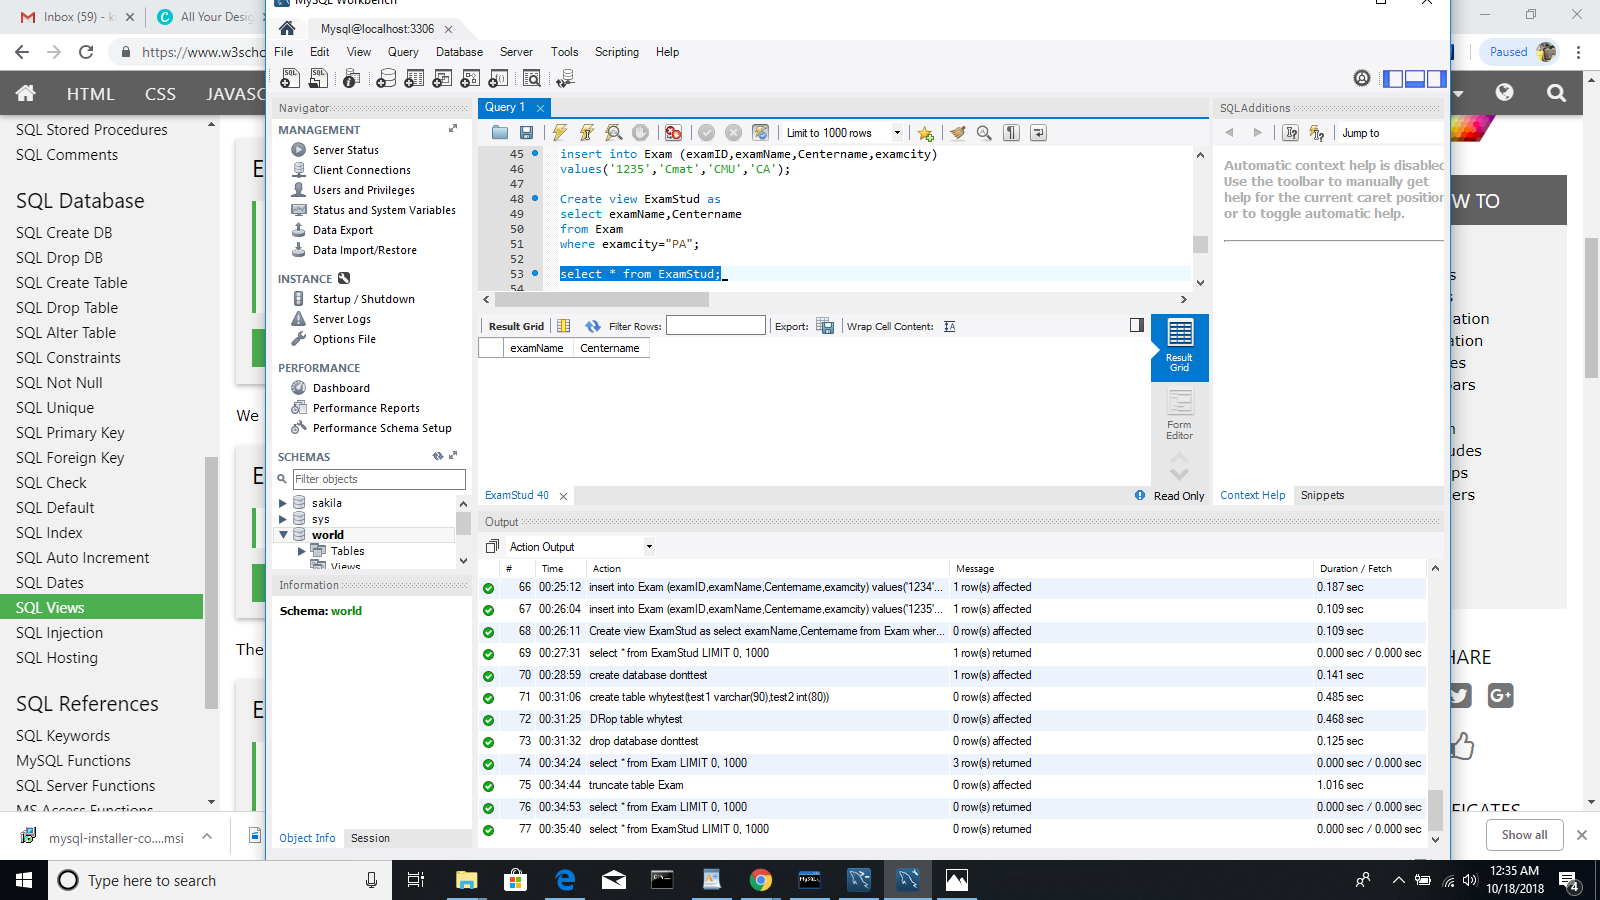 Inbox (59) -
All Your Desig
MySQL Workbench
Mysql@localhost:3306
https://www.w3scho
Paused
File Edit View Query Database Server Tools Scripting Help
HTML CSS JAVASC
Navigator
MANAGEMENT
Server Status
Client Connections
Users and Privileges
Status and System Variables
Data Export
Data Import/Restore
INSTANCE
Startup / Shutdown
Server Logs
Options File
PERFORMANCE
Dashboard
Performance Reports
Performance Schema Setup
SCHEMAS
Filter objects
sakila
sys
world
Tables
Views
Information
Schema: world
Object Info Session
SQL Stored Procedures
SQL Comments
SQL Database
SQL Create DB
SQL Drop DB
SQL Create Table
SQL Drop Table
SQL Alter Table
SQL Constraints
SQL Not Null
SQL Unique
SQL Primary Key
SQL Foreign Key
SQL Check
SQL Default
SQL Index
SQL Auto Increment
SQL Dates
SQL Views
SQL Injection
SQL Hosting
SQL References
SQL Keywords
MySQL Functions
SQL Server Functions
MS Access Functions
E
We
E
The
E
Query 1
Limit to 1000 rows
45 insert into Exam (examID,examName,Centername,examcity)
46 values('1235','Cmat','CMU','CA');
47
48 Create view ExamStud as
49 select examName,Centername
50 from Exam
51 where examcity="PA";
52
53 select * from ExamStud;
54
Result Grid Filter Rows: Export: Wrap Cell Content:
examName Centername
Result Grid
Form Editor
ExamStud 40
Read Only
SQLAdditions
Jump to
Automatic context help is disabled
Use the toolbar to manually get
help for the current caret position
or to toggle automatic help.
Context Help Snippets
Output
Action Output
# Time Action Message Duration / Fetch
66 00:25:12 insert into Exam (examID,examName,Centername,examcity) values('1234'... 1 row(s) affected 0.187 sec
67 00:26:04 insert into Exam (examID,examName,Centername,examcity) values('1235'... 1 row(s) affected 0.109 sec
68 00:26:11 Create view ExamStud as select examName,Centername from Exam wher... 0 row(s) affected 0.109 sec
69 00:27:31 select * from ExamStud LIMIT 0, 1000 1 row(s) returned 0.000 sec / 0.000 sec
70 00:28:59 create database donttest 1 row(s) affected 0.141 sec
71 00:31:06 create table whytest(test1 varchar(90),test2 int(80)) 0 row(s) affected 0.485 sec
72 00:31:25 DRop table whytest 0 row(s) affected 0.468 sec
73 00:31:32 drop database donttest 0 row(s) affected 0.125 sec
74 00:34:24 select * from Exam LIMIT 0, 1000 3 row(s) returned 0.000 sec / 0.000 sec
75 00:34:44 truncate table Exam 0 row(s) affected 1.016 sec
76 00:34:53 select * from Exam LIMIT 0, 1000 0 row(s) returned 0.000 sec / 0.000 sec
77 00:35:40 select * from ExamStud LIMIT 0, 1000 0 row(s) returned 0.000 sec / 0.000 sec
W TO
s
ation
ation
es
ars
n
udes
ps
ers
HARE
G+
mysql-installer-co....msi
Show all
Type here to search
12:35 AM
10/18/2018
4